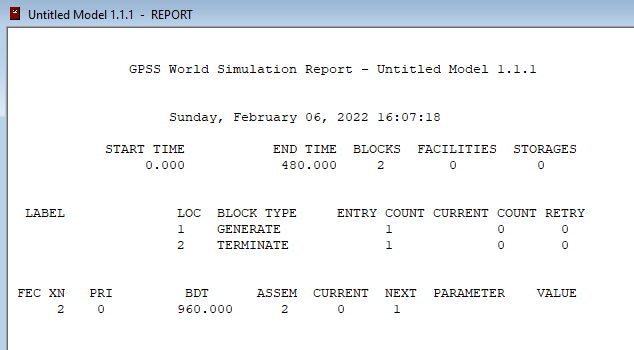 Untitled Model 1.1.1 - REPORT
GPSS World Simulation Report - Untitled Model 1.1.1
Sunday, February 06, 2022 16:07:18
START TIME END TIME BLOCKS FACILITIES STORAGES
0.000 480.000 2 0 0
LABEL LOC BLOCK TYPE ENTRY COUNT CURRENT COUNT RETRY
1 GENERATE 1 0 0
2 TERMINATE 1 0 0
FEC XN PRI BDT ASSEM CURRENT NEXT PARAMETER VALUE
2 0 960.000 2 0 1